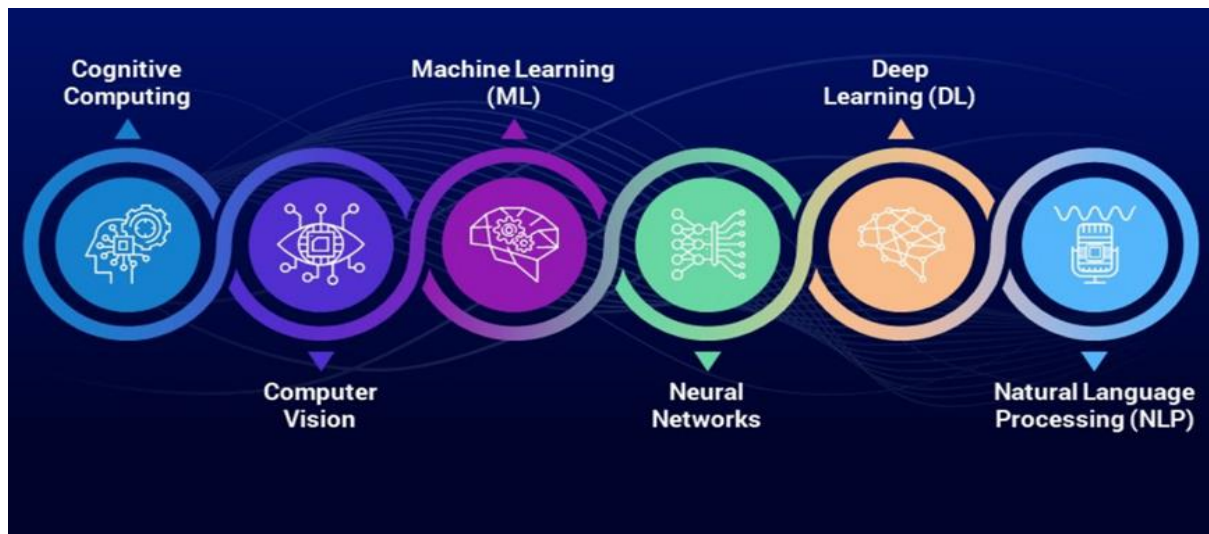 Cognitive
Computing
Machine Learning
(ML)
Deep
Learning (DL)
Computer
Vision
Neural
Networks
Natural Language
Processing (NLP)